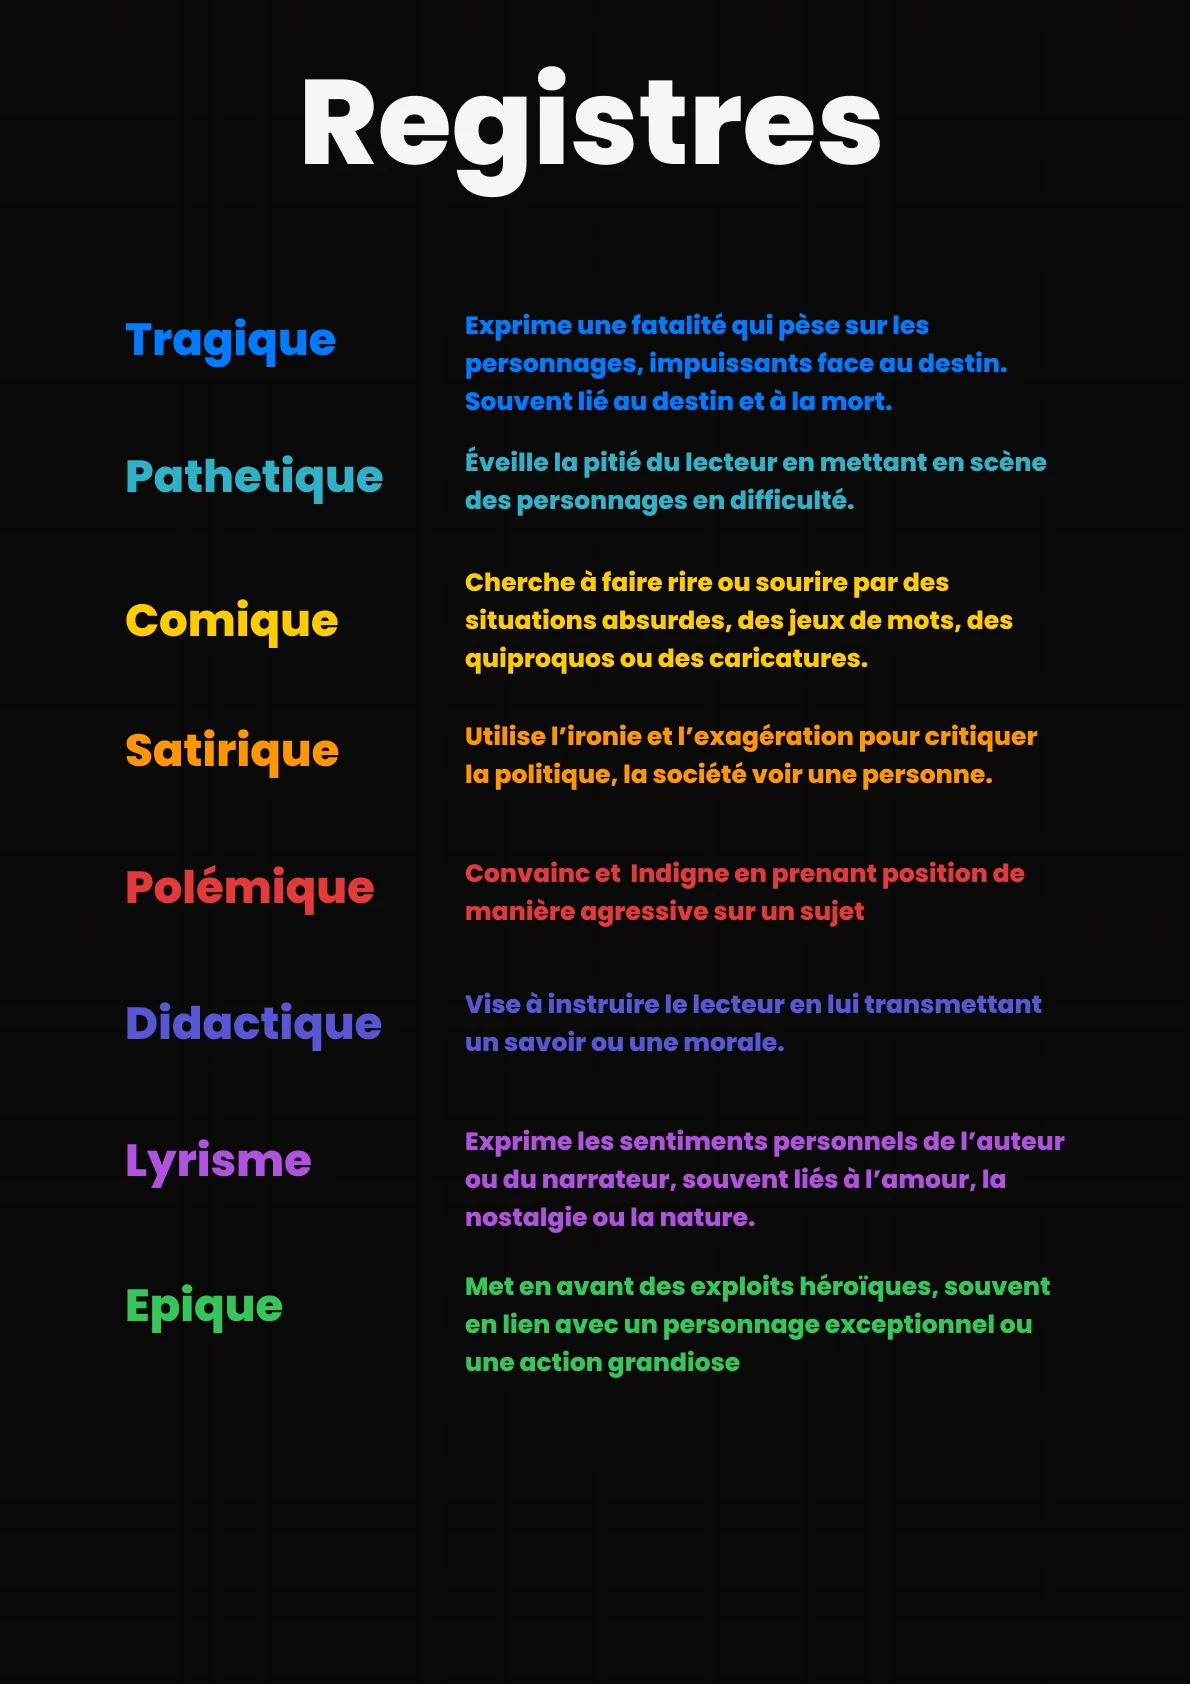 Registres
Tragique
Exprime une fatalité qui pèse sur les
personnages, impuissants face au destin.
Souvent lié au destin et à la mort.
Pathetique
Éveille la pitié du lecteur en mettant en scène
des personnages en difficulté.
Comique
Cherche à faire rire ou sourire par des
situations absurdes, des jeux de mots, des
quiproquos ou des caricatures.
Satirique
Utilise l’ironie et l’exagération pour critiquer
la politique, la société voir une personne.
Polémique
Convainc et  Indigne en prenant position de
manière agressive sur un sujet
Didactique
Vise à instruire le lecteur en lui transmettant
un savoir ou une morale.
Lyrisme
Exprime les sentiments personnels de l’auteur
ou du narrateur, souvent liés à l’amour, la
nostalgie ou la nature.
Epique
Met en avant des exploits héroïques, souvent
en lien avec un personnage exceptionnel ou
une action grandiose